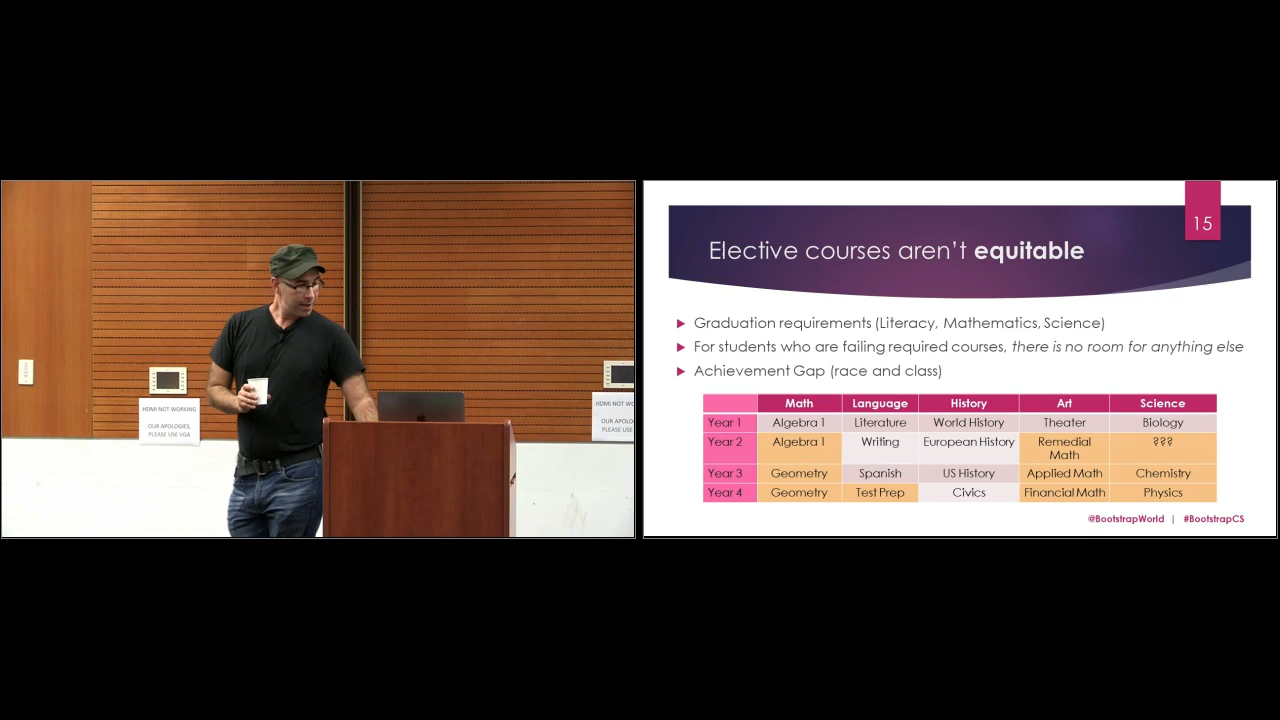 HDMI NOT WORKING
OUR APOLOGIES,
PLEASE USE VGA
HDMI NOT
PLEASE USE
15
Elective courses aren't equitable
Graduation requirements (Literacy, Mathematics, Science)
For students who are failing required courses, there is no room for anything else
Achievement Gap (race and class)
Math Language History Art Science
Year 1 Algebra 1 Literature World History Theater Biology
Year 2 Algebra 1 Writing European History Remedial Math ???
Year 3 Geometry Spanish US History Applied Math Chemistry
Year 4 Geometry Test Prep Civics Financial Math Physics
@BootstrapWorld | #BootstrapCS